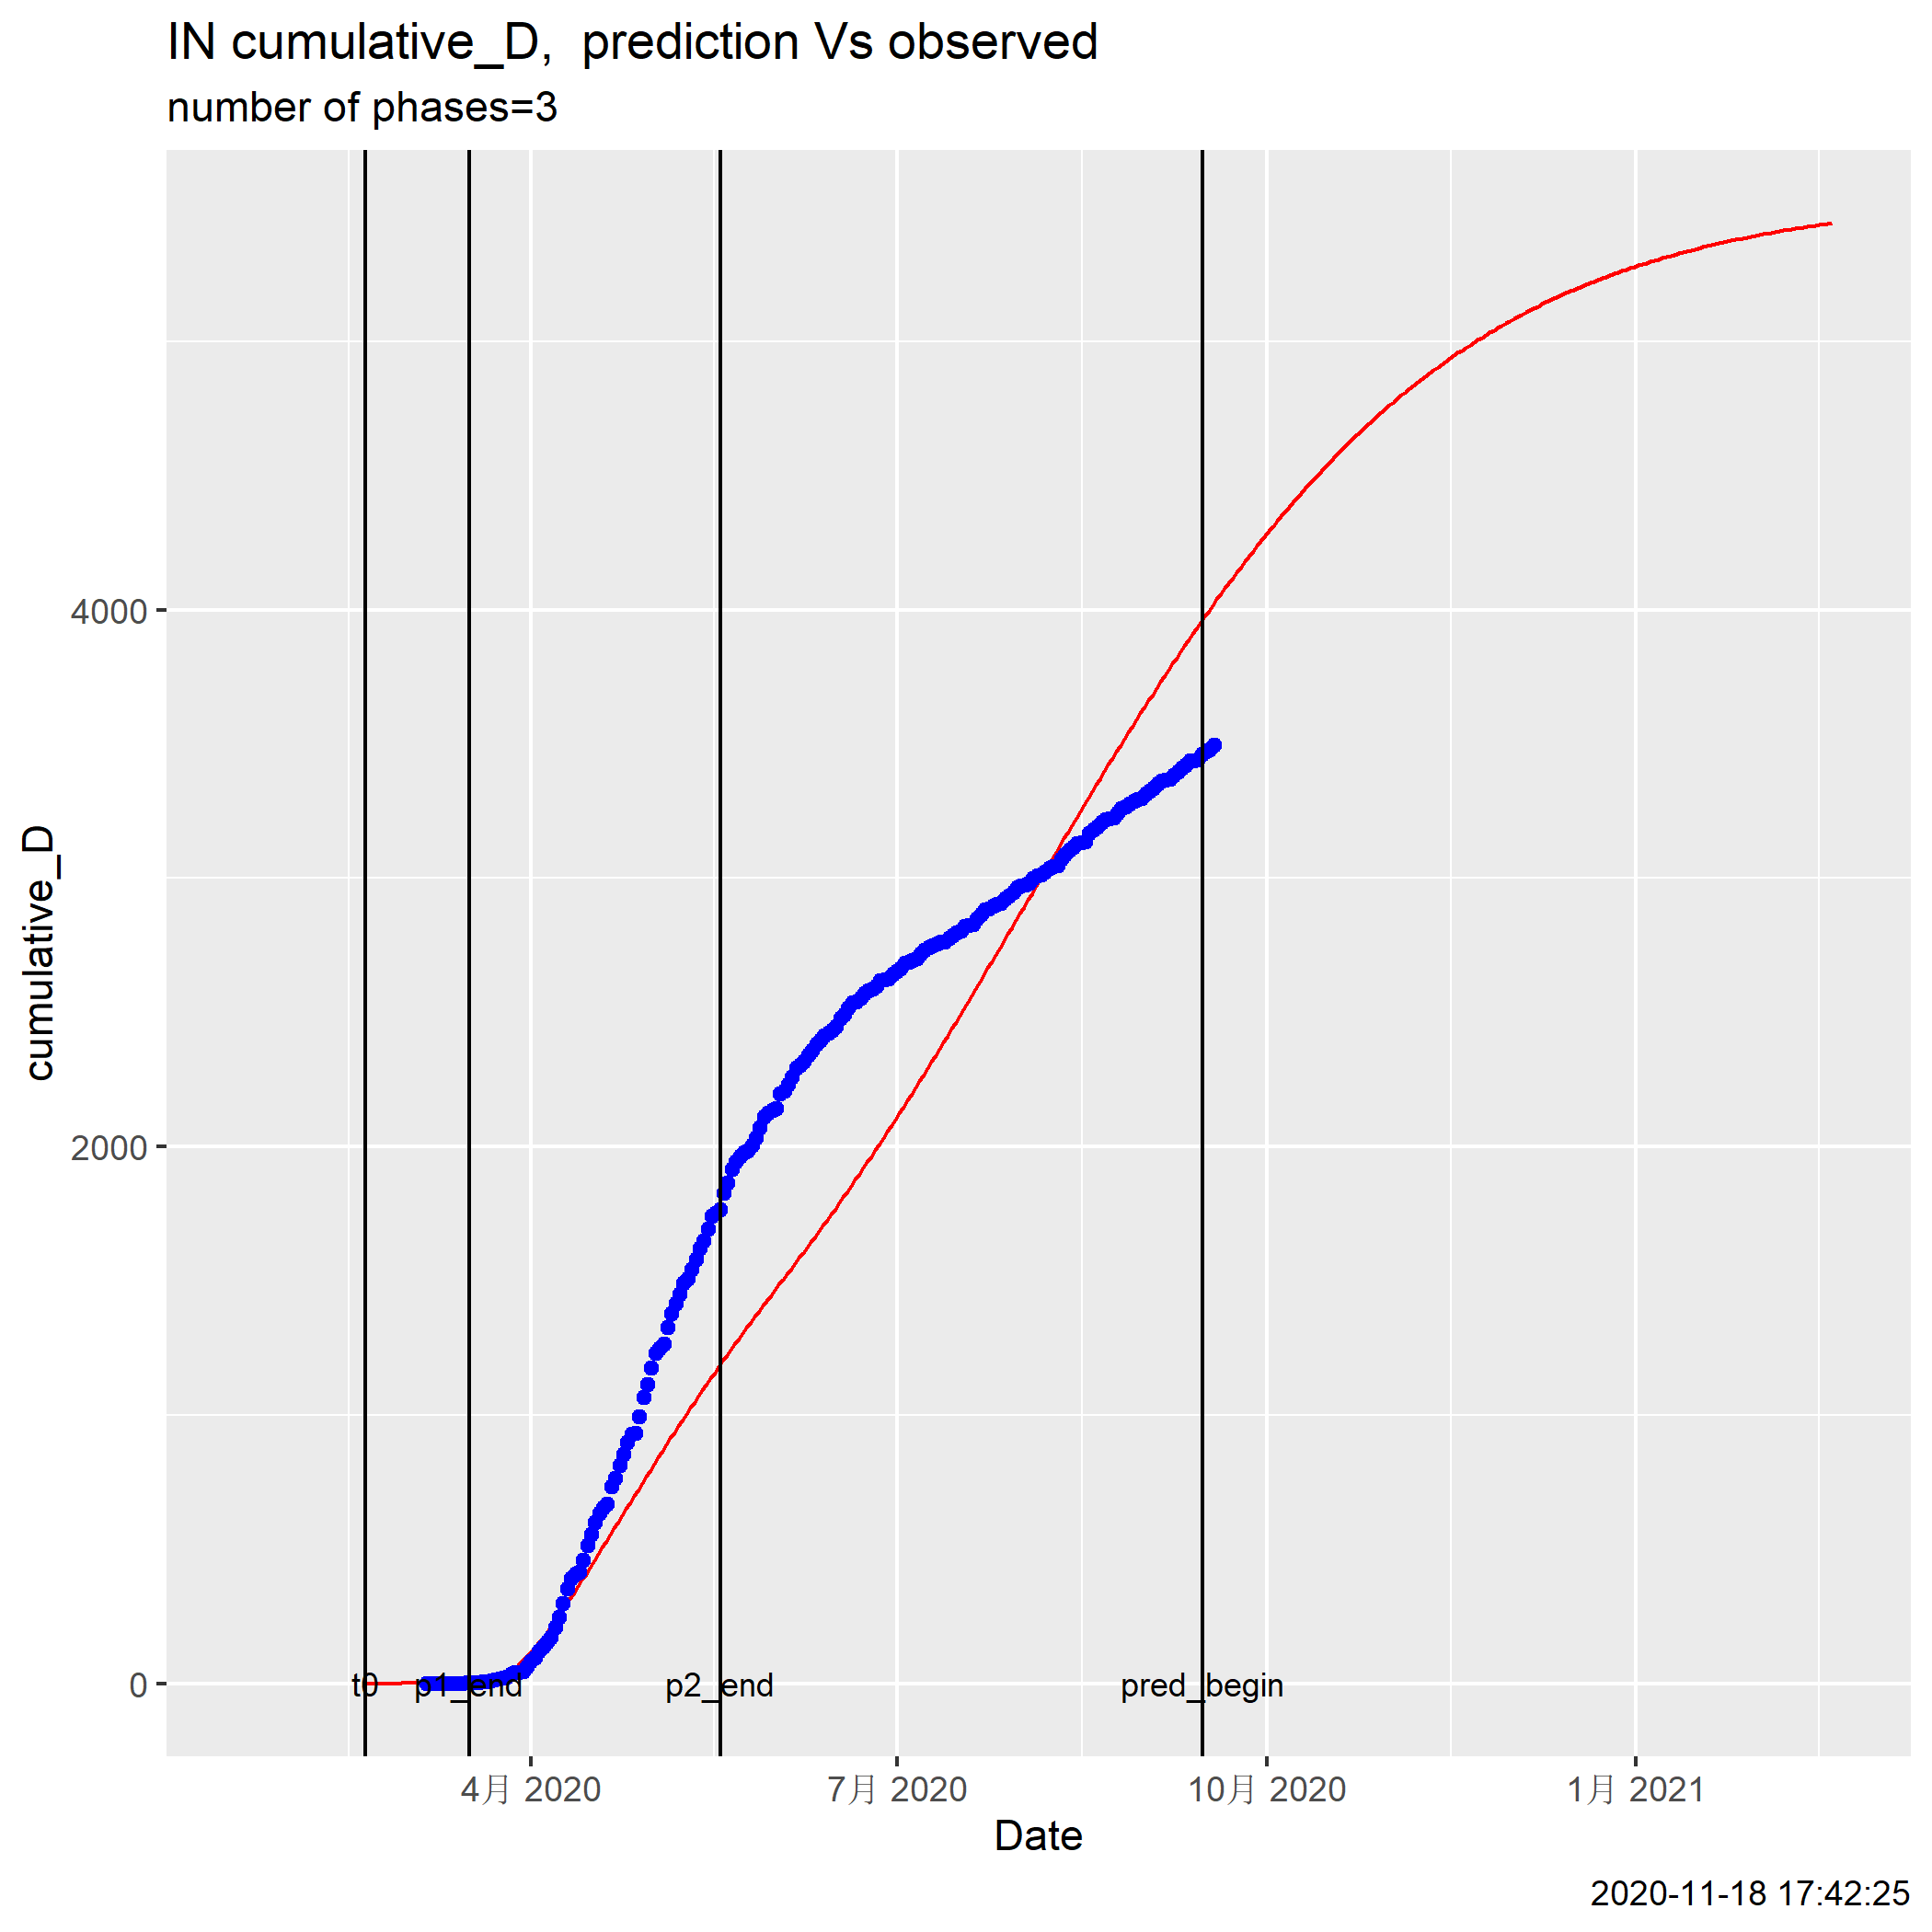 IN cumulative_D,  prediction Vs observed
number of phases=3
cumulative_D
4000
2000
0
t0
p1_end
p2_end
pred_begin
4月 2020
7月 2020
10月 2020
1月 2021
Date
2020-11-18 17:42:25